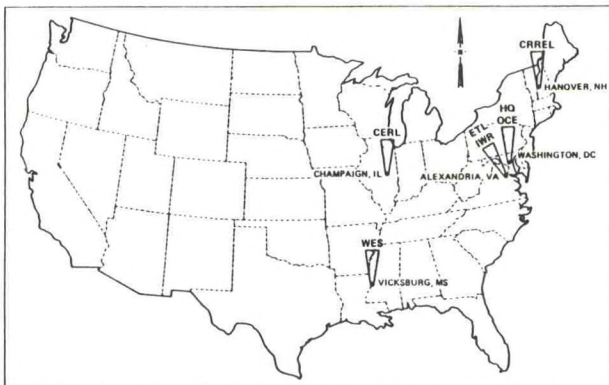 CRREL
HANOVER, NH
HQ
OCE
ETL
IWR
WASHINGTON, DC
CERL
CHAMPAIGN, IL
ALEXANDRIA, VA
WES
VICKSBURG, MS